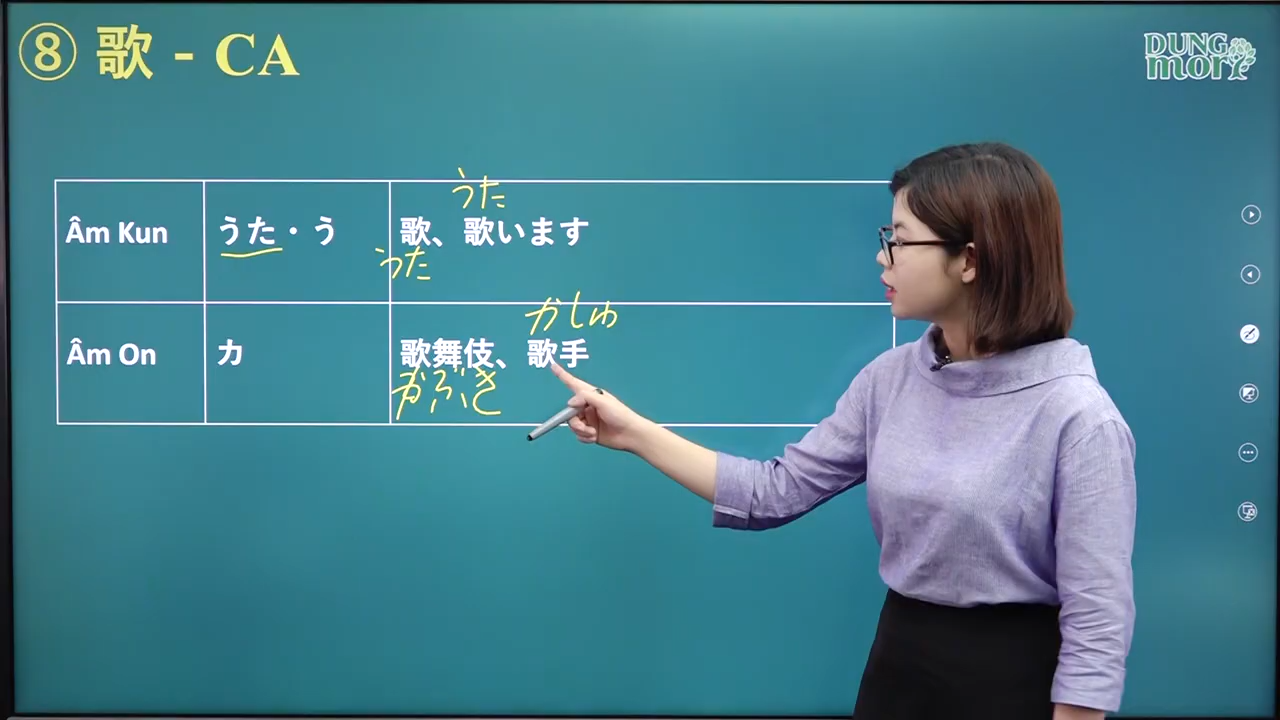 ⑧ 歌 - CA
DUNG
mori
うた
Âm Kun うた・う 歌、歌います
うた
かしゅ
Âm On カ 歌舞伎、歌手
かぶき